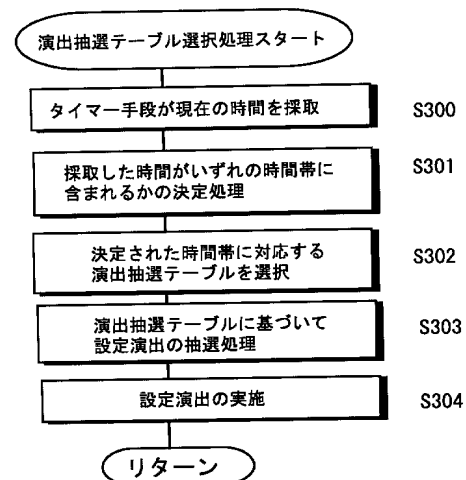 演出抽選テーブル選択処理スタート
タイマー手段が現在の時間を採取
S300
採取した時間がいずれの時間帯に
含まれるかの決定処理
S301
決定された時間帯に対応する
演出抽選テーブルを選択
S302
演出抽選テーブルに基づいて
設定演出の抽選処理
S303
設定演出の実施
S304
リターン